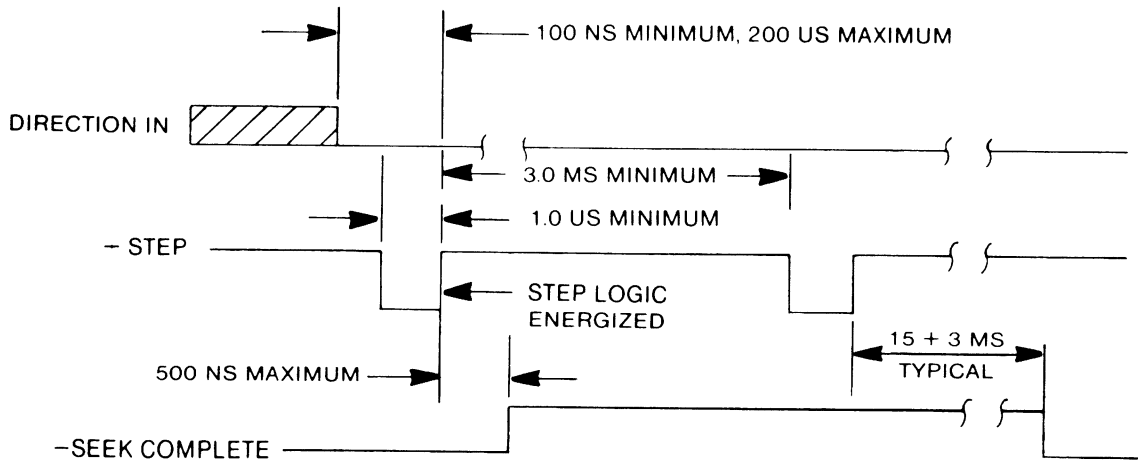 100 NS MINIMUM, 200 US MAXIMUM
DIRECTION IN
3.0 MS MINIMUM
1.0 US MINIMUM
– STEP
STEP LOGIC
ENERGIZED
15 + 3 MS
TYPICAL
500 NS MAXIMUM
–SEEK COMPLETE